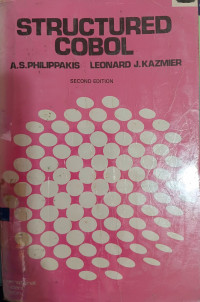 STRUCTURED
COBOL
A.S.PHILIPPAKIS LEONARD J.KAZMIER
SECOND EDITION